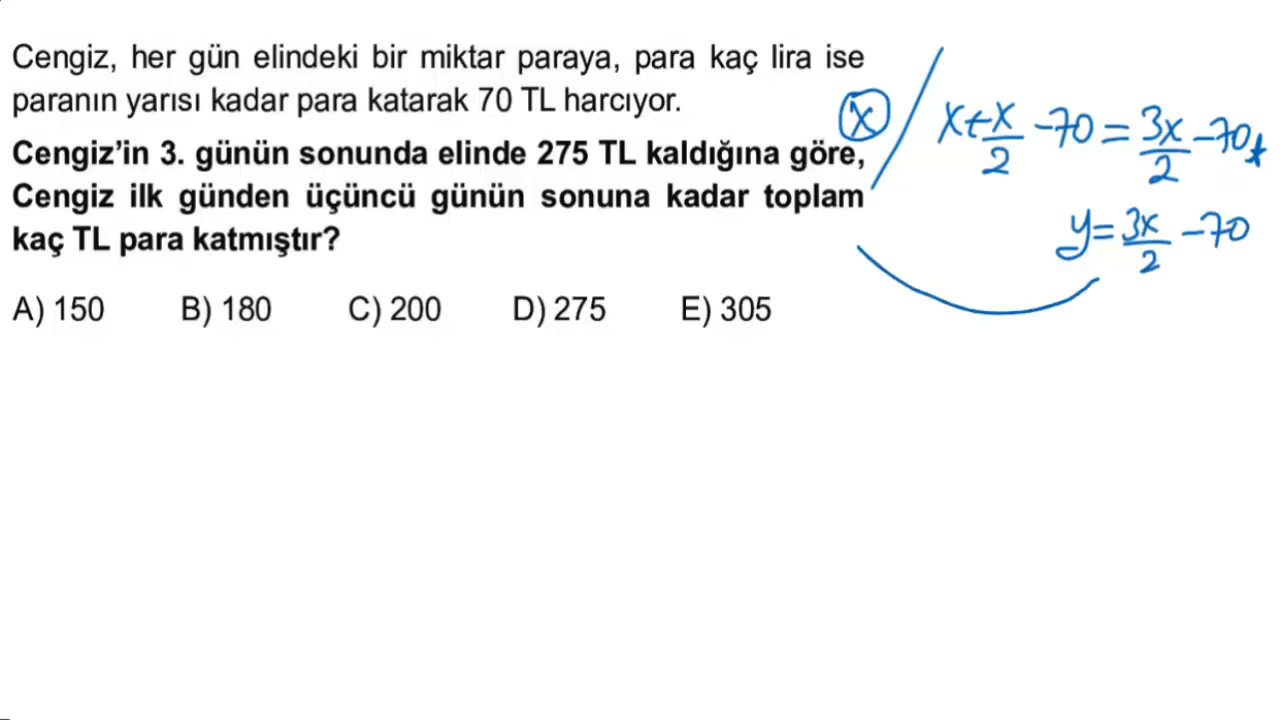 Cengiz, her gün elindeki bir miktar paraya, para kaç lira ise
paranın yarısı kadar para katarak 70 TL harcıyor.
Cengiz’in 3. günün sonunda elinde 275 TL kaldığına göre,
Cengiz ilk günden üçüncü günün sonuna kadar toplam
kaç TL para katmıştır?
A) 150 B) 180 C) 200 D) 275 E) 305
x / x + x/2 - 70 = 3x/2 - 70 *
y = 3x/2 - 70